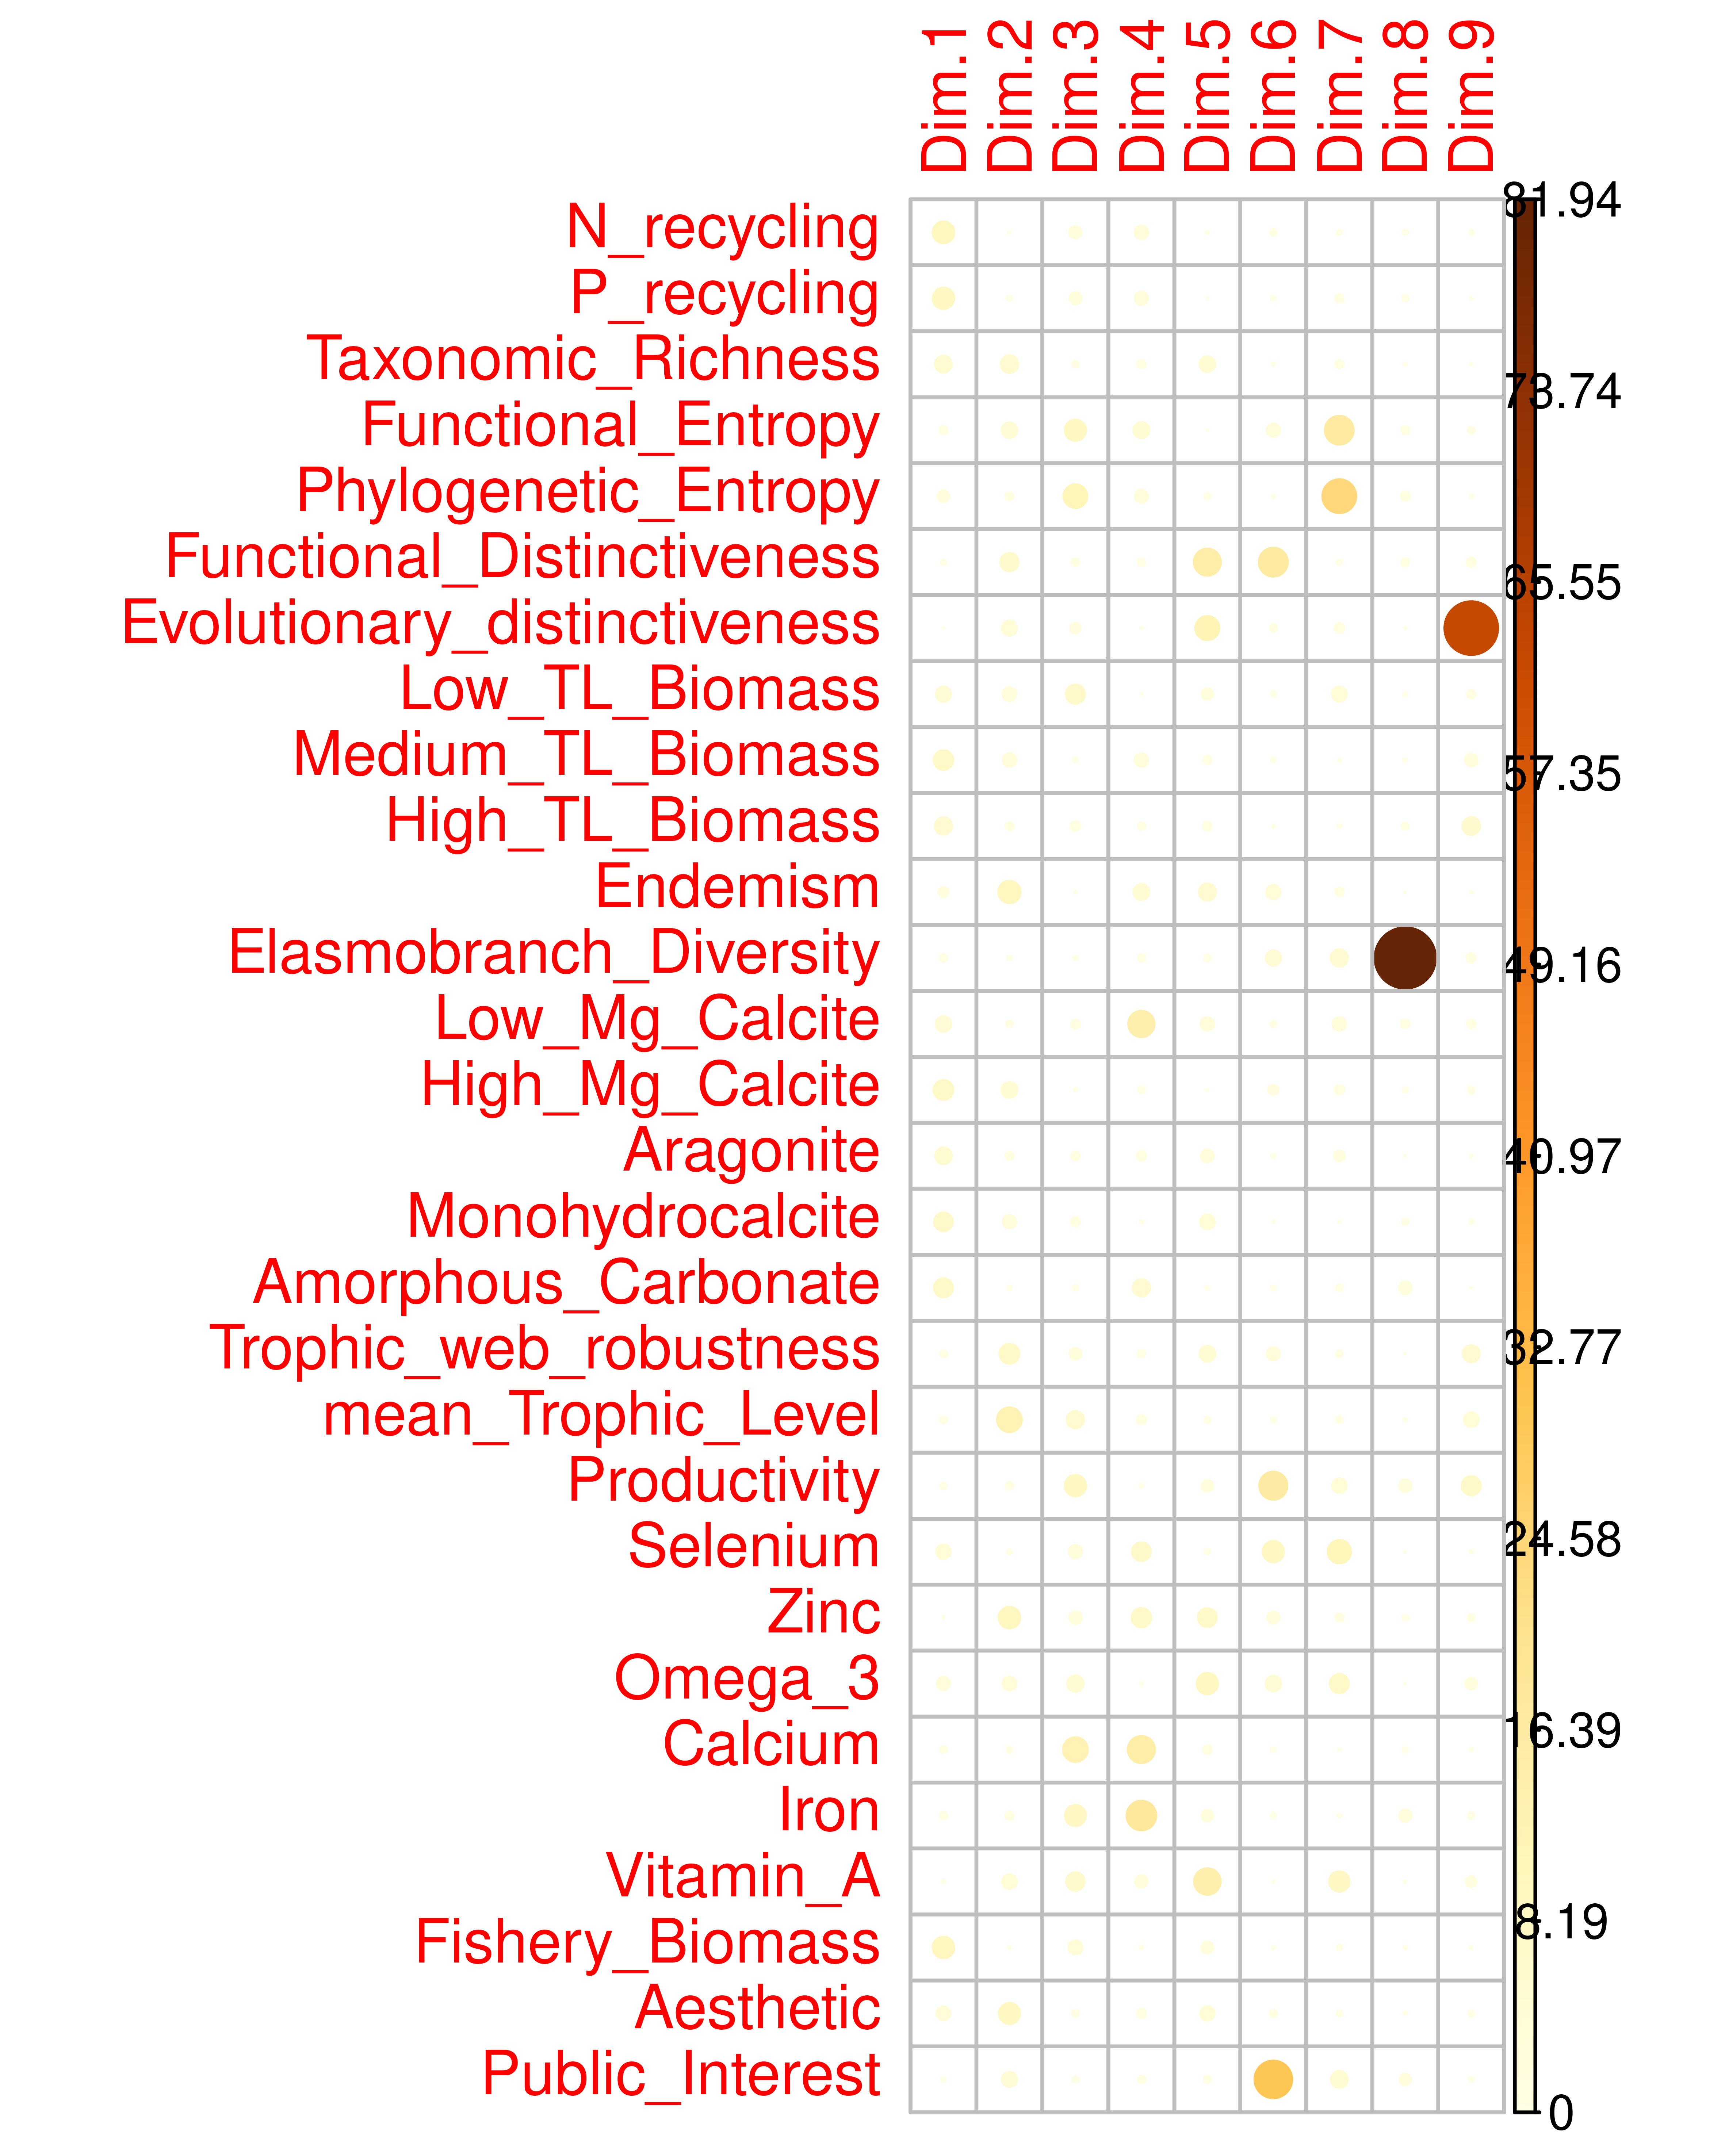 Dim.1 Dim.2 Dim.3 Dim.4 Dim.5 Dim.6 Dim.7 Dim.8 Dim.9
N_recycling
P_recycling
Taxonomic_Richness
Functional_Entropy
Phylogenetic_Entropy
Functional_Distinctiveness
Evolutionary_distinctiveness
Low_TL_Biomass
Medium_TL_Biomass
High_TL_Biomass
Endemism
Elasmobranch_Diversity
Low_Mg_Calcite
High_Mg_Calcite
Aragonite
Monohydrocalcite
Amorphous_Carbonate
Trophic_web_robustness
mean_Trophic_Level
Productivity
Selenium
Zinc
Omega_3
Calcium
Iron
Vitamin_A
Fishery_Biomass
Aesthetic
Public_Interest
81.94
73.74
65.55
57.35
49.16
40.97
32.77
24.58
16.39
8.19
0